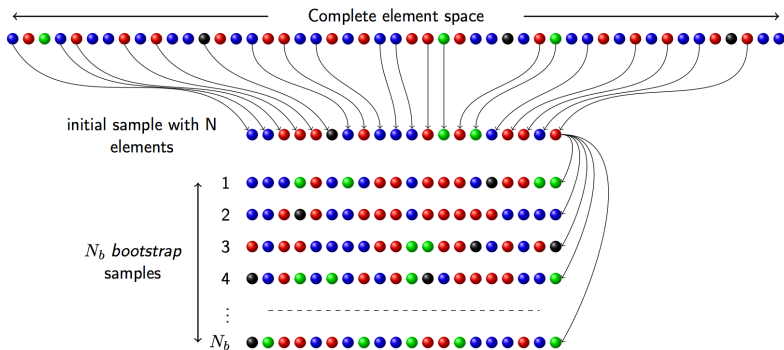 Complete element space
initial sample with N
elements
1
2
N_b bootstrap
3
samples
4
⋮
N_b